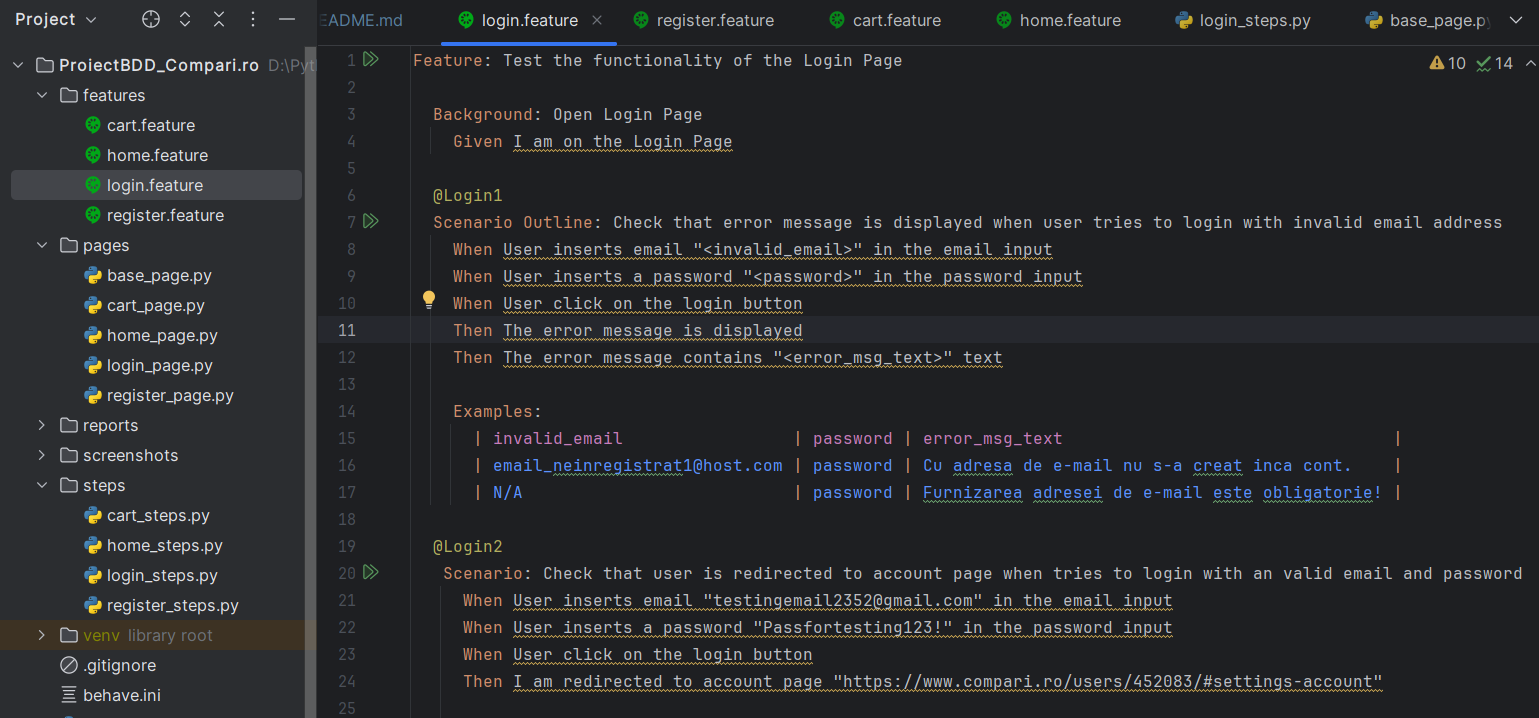 Project
EADME.md
login.feature
register.feature
cart.feature
home.feature
login_steps.py
base_page.py
ProiectBDD_Compari.ro D:\Pyt
features
cart.feature
home.feature
login.feature
register.feature
pages
base_page.py
cart_page.py
home_page.py
login_page.py
register_page.py
reports
screenshots
steps
cart_steps.py
home_steps.py
login_steps.py
register_steps.py
venv library root
.gitignore
behave.ini
10 14
1 Feature: Test the functionality of the Login Page
2
3 Background: Open Login Page
4 Given I am on the Login Page
5
6 @Login1
7 Scenario Outline: Check that error message is displayed when user tries to login with invalid email address
8 When User inserts email "<invalid_email>" in the email input
9 When User inserts a password "<password>" in the password input
10 When User click on the login button
11 Then The error message is displayed
12 Then The error message contains "<error_msg_text>" text
13
14 Examples:
15 | invalid_email | password | error_msg_text |
16 | email_neinregistrat1@host.com | password | Cu adresa de e-mail nu s-a creat inca cont. |
17 | N/A | password | Furnizarea adresei de e-mail este obligatorie! |
18
19 @Login2
20 Scenario: Check that user is redirected to account page when tries to login with an valid email and password
21 When User inserts email "testingemail2352@gmail.com" in the email input
22 When User inserts a password "Passfortesting123!" in the password input
23 When User click on the login button
24 Then I am redirected to account page "https://www.compari.ro/users/452083/#settings-account"
25